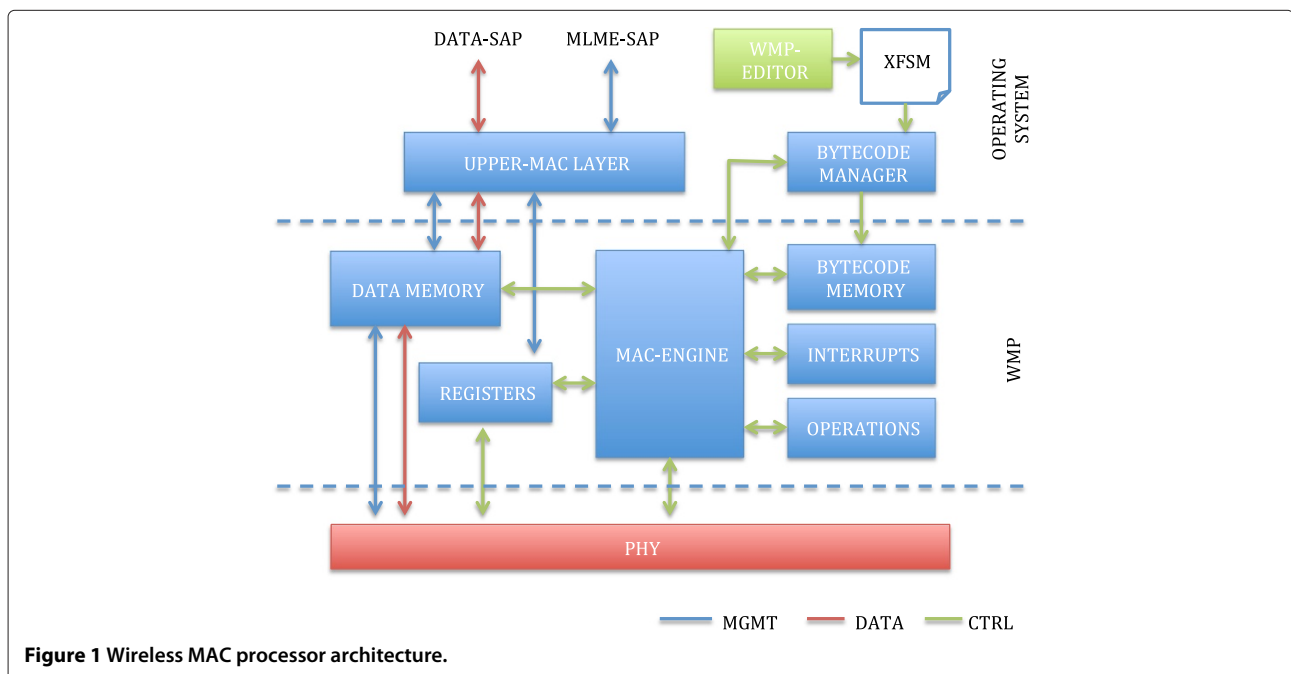 DATA-SAP
MLME-SAP
WMP-
EDITOR
XFSM
OPERATING
SYSTEM
UPPER-MAC LAYER
BYTECODE
MANAGER
DATA MEMORY
MAC-ENGINE
BYTECODE
MEMORY
INTERRUPTS
WMP
REGISTERS
OPERATIONS
PHY
MGMT
DATA
CTRL
Figure 1 Wireless MAC processor architecture.